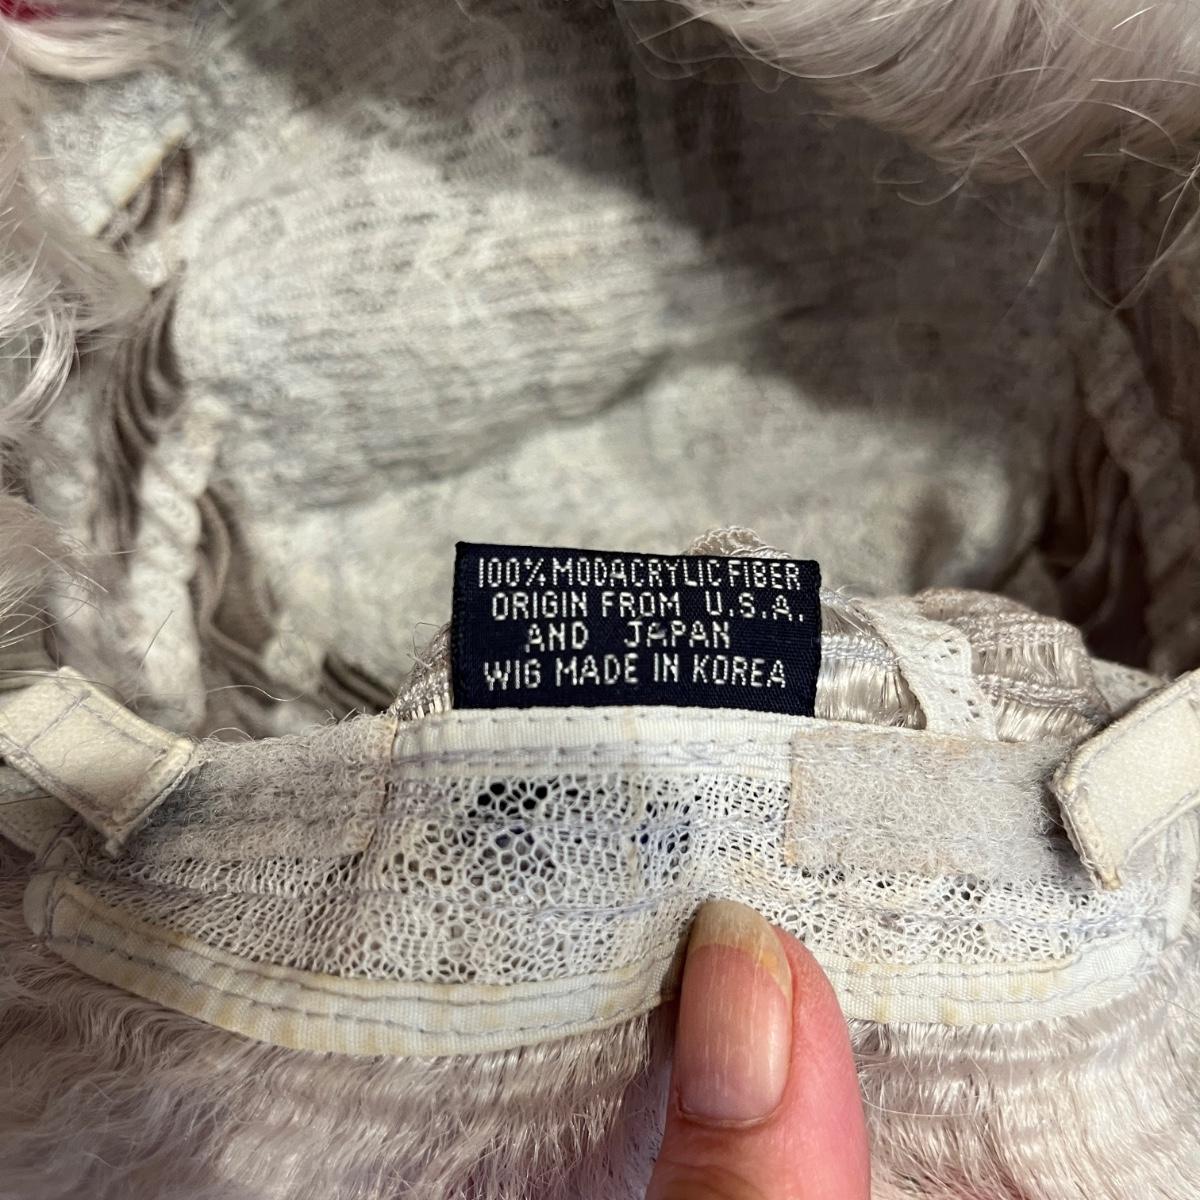 100% MODACRYLIC FIBER
ORIGIN FROM U.S.A.
AND JAPAN
WIG MADE IN KOREA